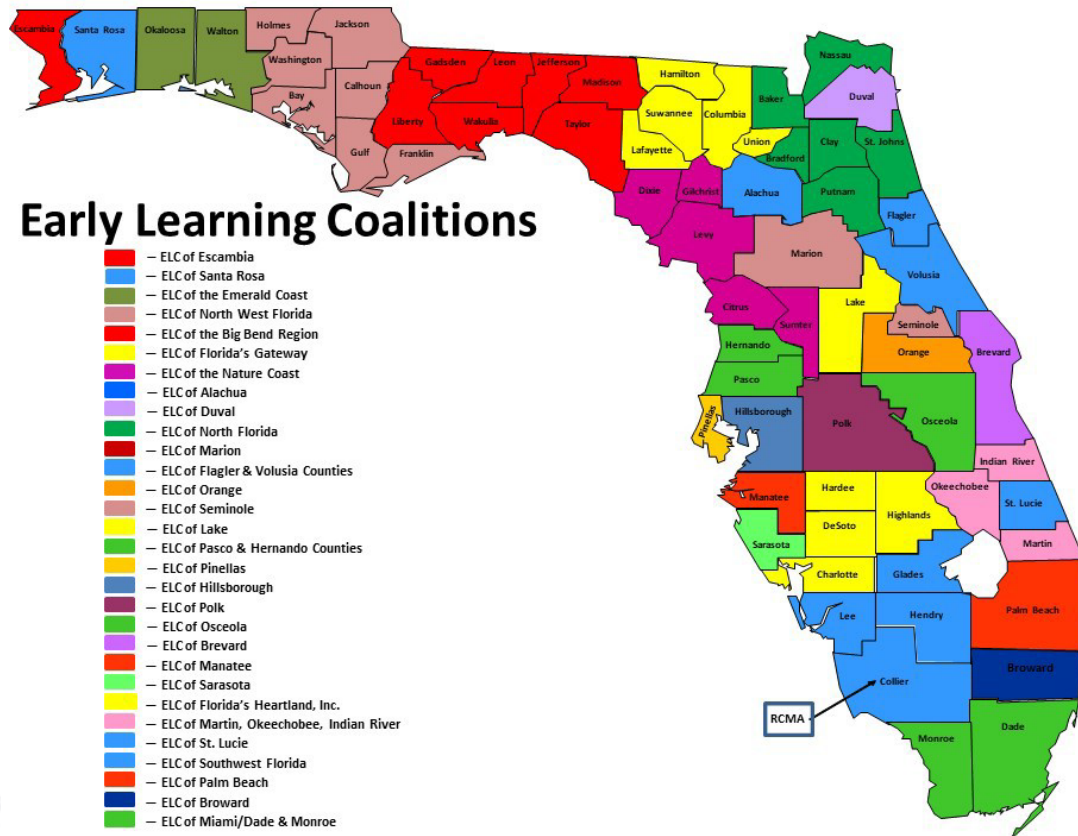 Escambia
Santa Rosa
Okaloosa
Walton
Holmes
Jackson
Washington
Bay
Calhoun
Gulf
Franklin
Gadsden
Leon
Jefferson
Madison
Liberty
Wakulla
Taylor
Hamilton
Suwannee
Columbia
Lafayette
Union
Baker
Nassau
Duval
Bradford
Clay
St. Johns
Putnam
Dixie
Gilchrist
Alachua
Levy
Marion
Flagler
Volusia
Citrus
Sumter
Lake
Seminole
Orange
Brevard
Hernando
Pasco
Pinellas
Hillsborough
Polk
Osceola
Indian River
Manatee
Hardee
Highlands
Okeechobee
St. Lucie
Sarasota
DeSoto
Martin
Charlotte
Glades
Lee
Hendry
Palm Beach
Collier
Broward
RCMA
Monroe
Dade
Early Learning Coalitions
– ELC of Escambia
– ELC of Santa Rosa
– ELC of the Emerald Coast
– ELC of North West Florida
– ELC of the Big Bend Region
– ELC of Florida's Gateway
– ELC of the Nature Coast
– ELC of Alachua
– ELC of Duval
– ELC of North Florida
– ELC of Marion
– ELC of Flagler & Volusia Counties
– ELC of Orange
– ELC of Seminole
– ELC of Lake
– ELC of Pasco & Hernando Counties
– ELC of Pinellas
– ELC of Hillsborough
– ELC of Polk
– ELC of Osceola
– ELC of Brevard
– ELC of Manatee
– ELC of Sarasota
– ELC of Florida's Heartland, Inc.
– ELC of Martin, Okeechobee, Indian River
– ELC of St. Lucie
– ELC of Southwest Florida
– ELC of Palm Beach
– ELC of Broward
– ELC of Miami/Dade & Monroe